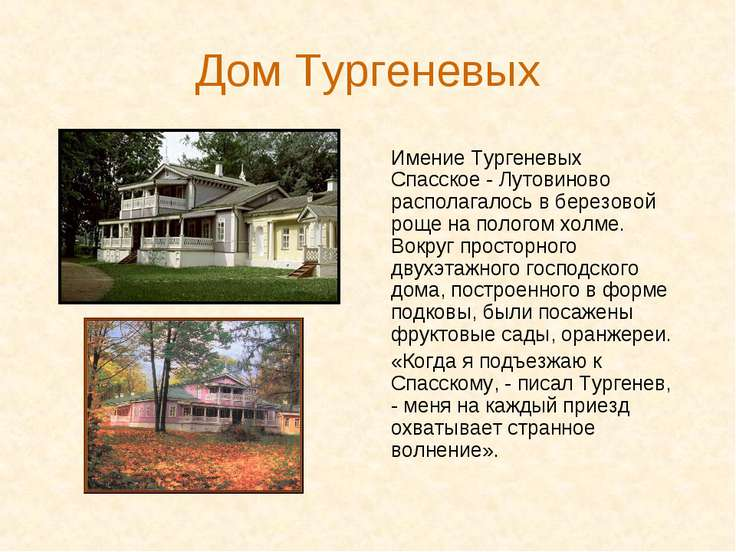 Дом Тургеневых
Имение Тургеневых
Спасское - Лутовиново
располагалось в березовой
роще на пологом холме.
Вокруг просторного
двухэтажного господского
дома, построенного в форме
подковы, были посажены
фруктовые сады, оранжереи.
«Когда я подъезжаю к
Спасскому, - писал Тургенев,
- меня на каждый приезд
охватывает странное
волнение».